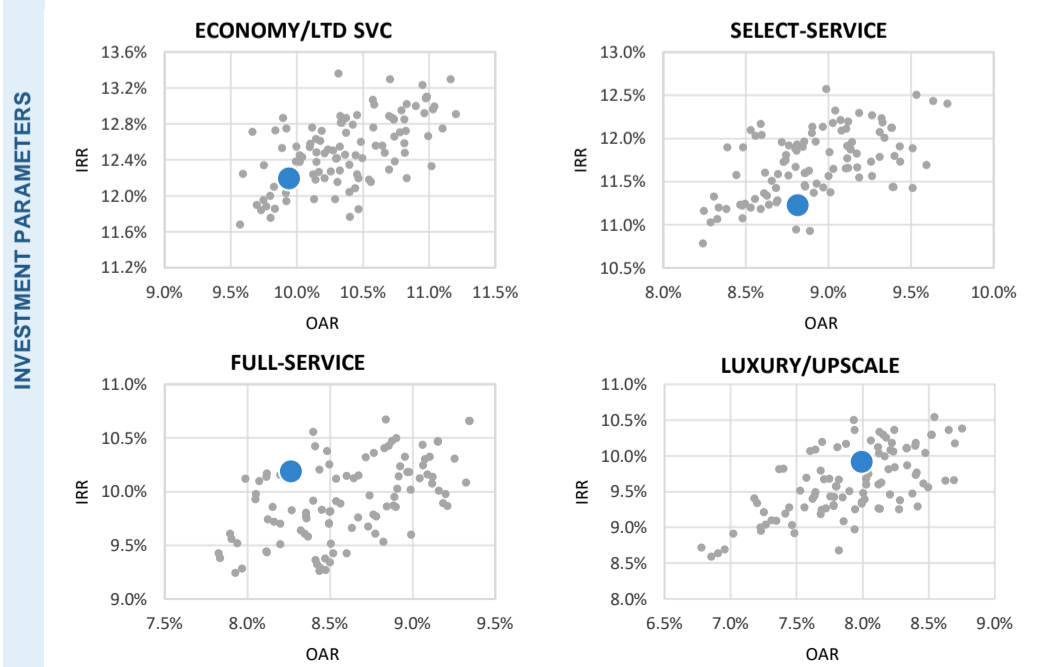 INVESTMENT PARAMETERS
ECONOMY/LTD SVC
13.6%
13.2%
12.8%
12.4%
12.0%
11.6%
11.2%
IRR
9.0% 9.5% 10.0% 10.5% 11.0% 11.5%
OAR
SELECT-SERVICE
13.0%
12.5%
12.0%
11.5%
11.0%
10.5%
IRR
8.0% 8.5% 9.0% 9.5% 10.0%
OAR
FULL-SERVICE
11.0%
10.5%
10.0%
9.5%
9.0%
IRR
7.5% 8.0% 8.5% 9.0% 9.5%
OAR
LUXURY/UPSCALE
11.0%
10.5%
10.0%
9.5%
9.0%
8.5%
8.0%
IRR
6.5% 7.0% 7.5% 8.0% 8.5% 9.0%
OAR